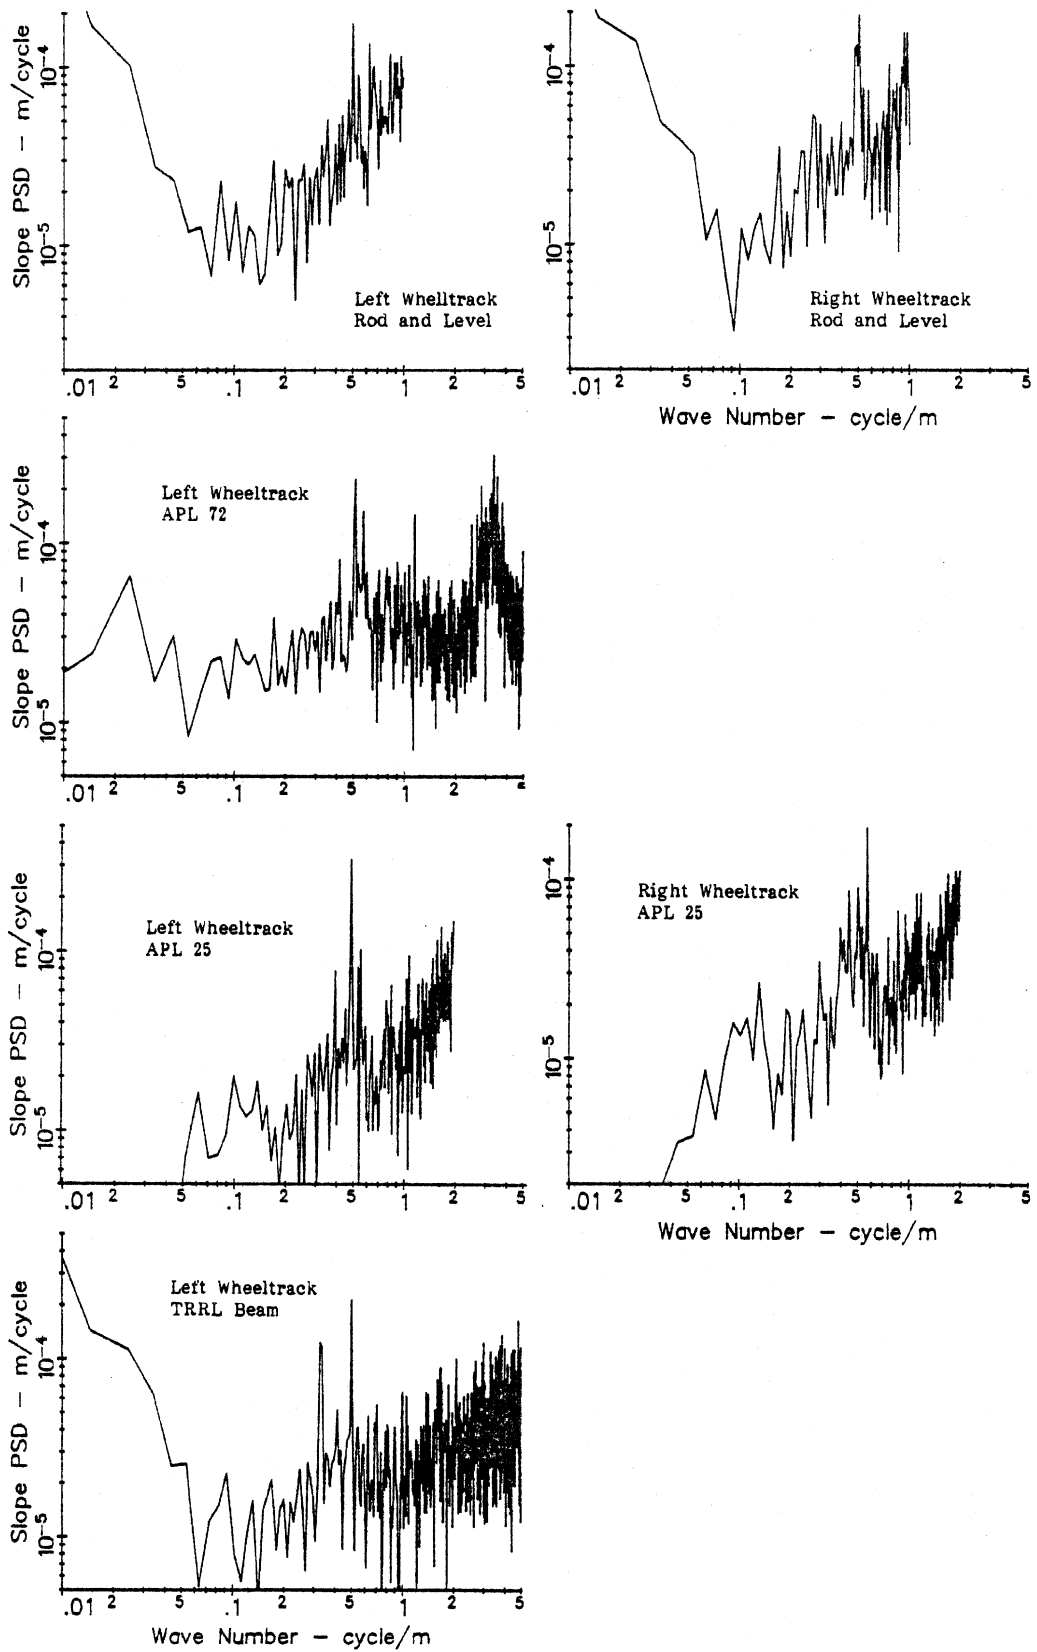 Slope PSD – m/cycle
10⁻⁴
10⁻⁵
Left Whelltrack
Rod and Level
.01 2 5 .1 2 5 1 2 5
10⁻⁴
10⁻⁵
Right Wheeltrack
Rod and Level
.01 2 5 .1 2 5 1 2 5
Wave Number – cycle/m
Slope PSD – m/cycle
10⁻⁴
10⁻⁵
Left Wheeltrack
APL 72
.01 2 5 .1 2 5 1 2
Slope PSD – m/cycle
10⁻⁴
10⁻⁵
Left Wheeltrack
APL 25
.01 2 5 .1 2 5 1 2 5
10⁻⁴
10⁻⁵
Right Wheeltrack
APL 25
.01 2 5 .1 2 5 1 2 5
Wave Number – cycle/m
Slope PSD – m/cycle
10⁻⁴
10⁻⁵
Left Wheeltrack
TRRL Beam
.01 2 5 .1 2 5 1 2 5
Wave Number – cycle/m